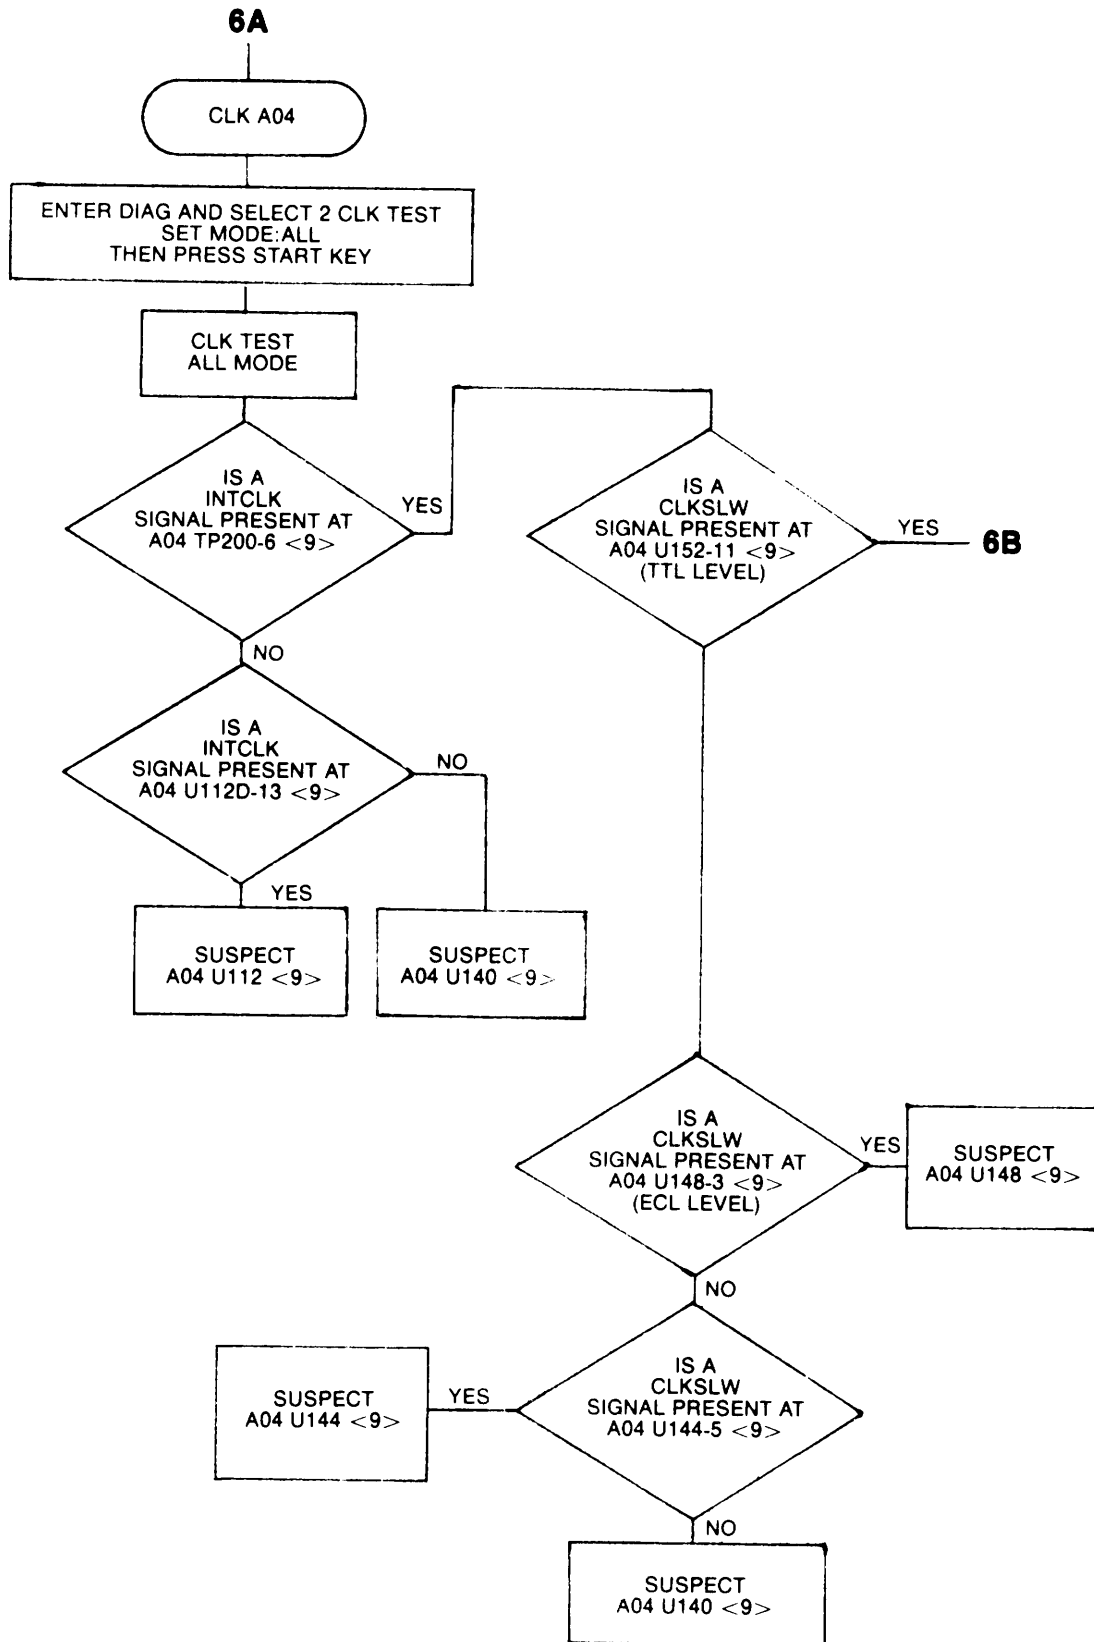 6A
CLK A04
ENTER DIAG AND SELECT 2 CLK TEST
SET MODE:ALL
THEN PRESS START KEY
CLK TEST
ALL MODE
IS A
INTCLK
SIGNAL PRESENT AT
A04 TP200-6 <9>
YES
IS A
CLKSLW
SIGNAL PRESENT AT
A04 U152-11 <9>
(TTL LEVEL)
YES
6B
NO
IS A
INTCLK
SIGNAL PRESENT AT
A04 U112D-13 <9>
NO
YES
SUSPECT
A04 U112 <9>
SUSPECT
A04 U140 <9>
IS A
CLKSLW
SIGNAL PRESENT AT
A04 U148-3 <9>
(ECL LEVEL)
YES
SUSPECT
A04 U148 <9>
NO
IS A
CLKSLW
SIGNAL PRESENT AT
A04 U144-5 <9>
YES
SUSPECT
A04 U144 <9>
NO
SUSPECT
A04 U140 <9>